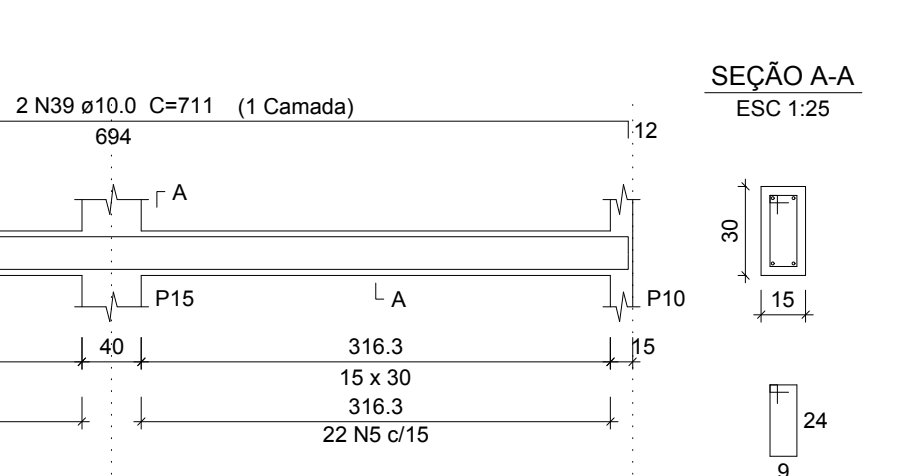 SEÇÃO A-A
ESC 1:25
2 N39 ø10.0 C=711 (1 Camada)
694
12
A
30
15
P15
A
P10
40
316.3
15
15 x 30
316.3
22 N5 c/15
24
9